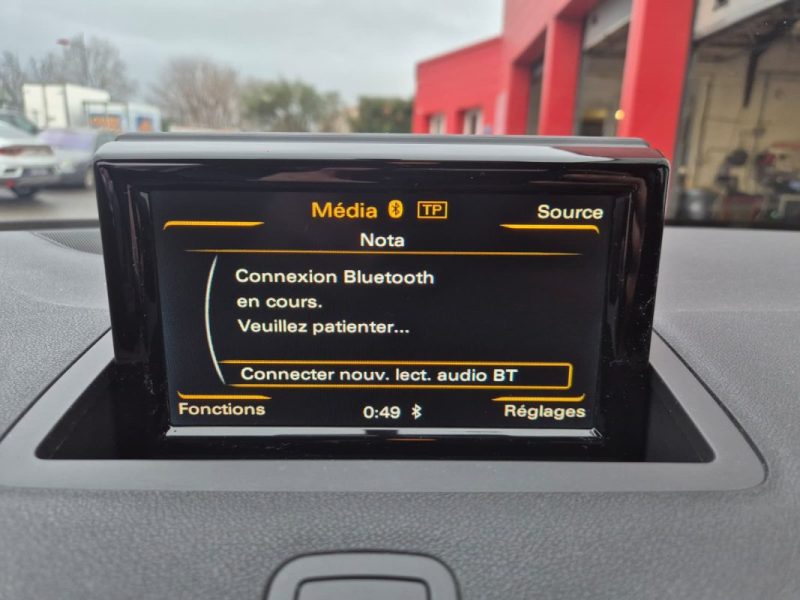 Média TP
Source
Nota
Connexion Bluetooth
en cours.
Veuillez patienter...
Connecter nouv. lect. audio BT
Fonctions
0:49
Réglages